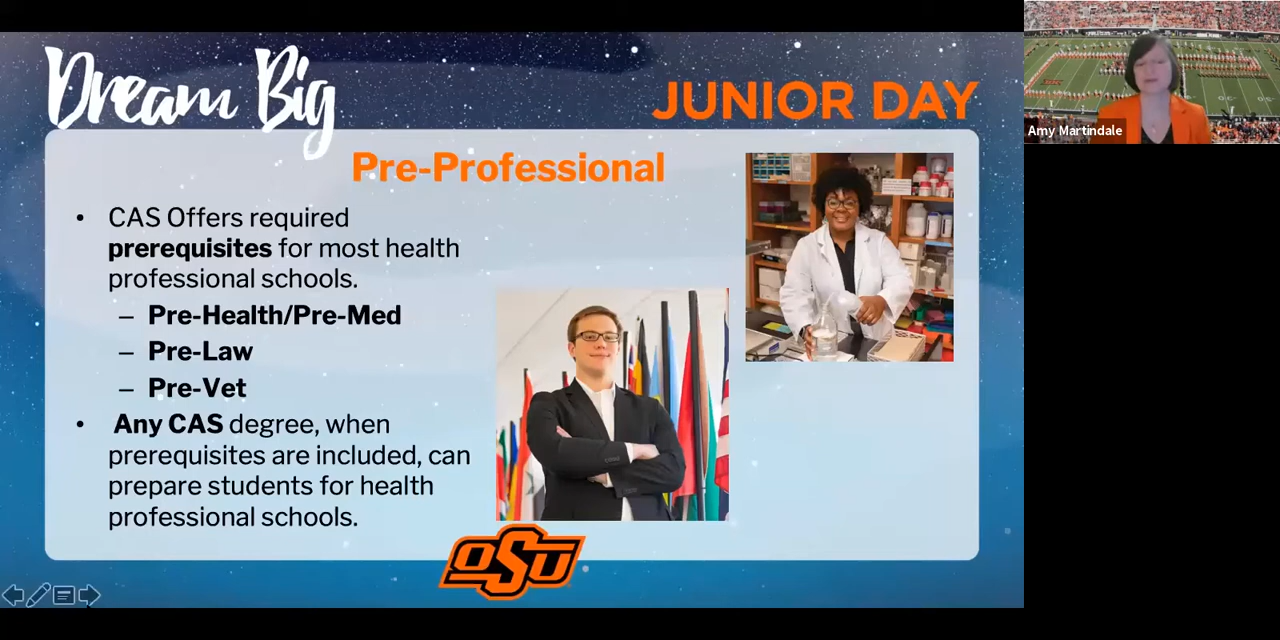 Dream Big
JUNIOR DAY
Pre-Professional
• CAS Offers required
prerequisites for most health
professional schools.
– Pre-Health/Pre-Med
– Pre-Law
– Pre-Vet
• Any CAS degree, when
prerequisites are included, can
prepare students for health
professional schools.
OSU
Amy Martindale